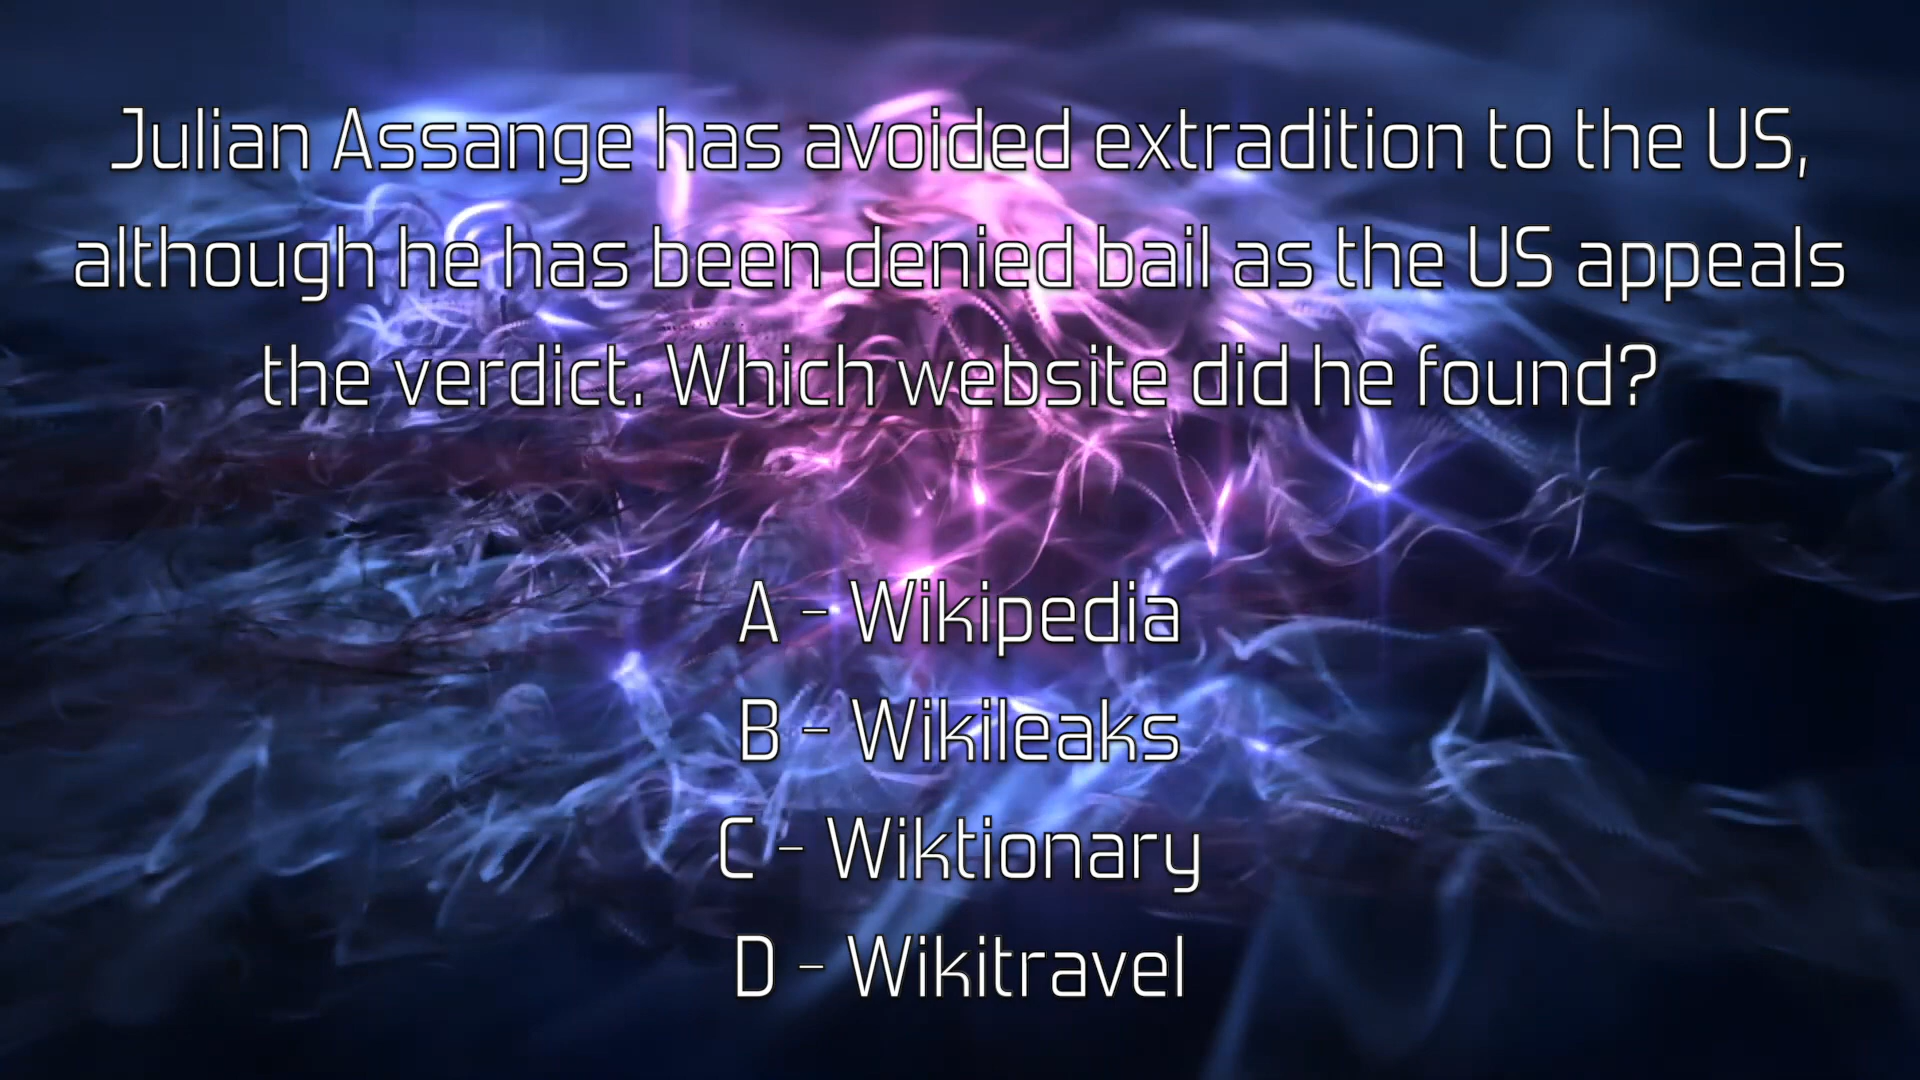 Julian Assange has avoided extradition to the US,
although he has been denied bail as the US appeals
the verdict. Which website did he found?
A - Wikipedia
B - Wikileaks
C - Wiktionary
D - Wikitravel